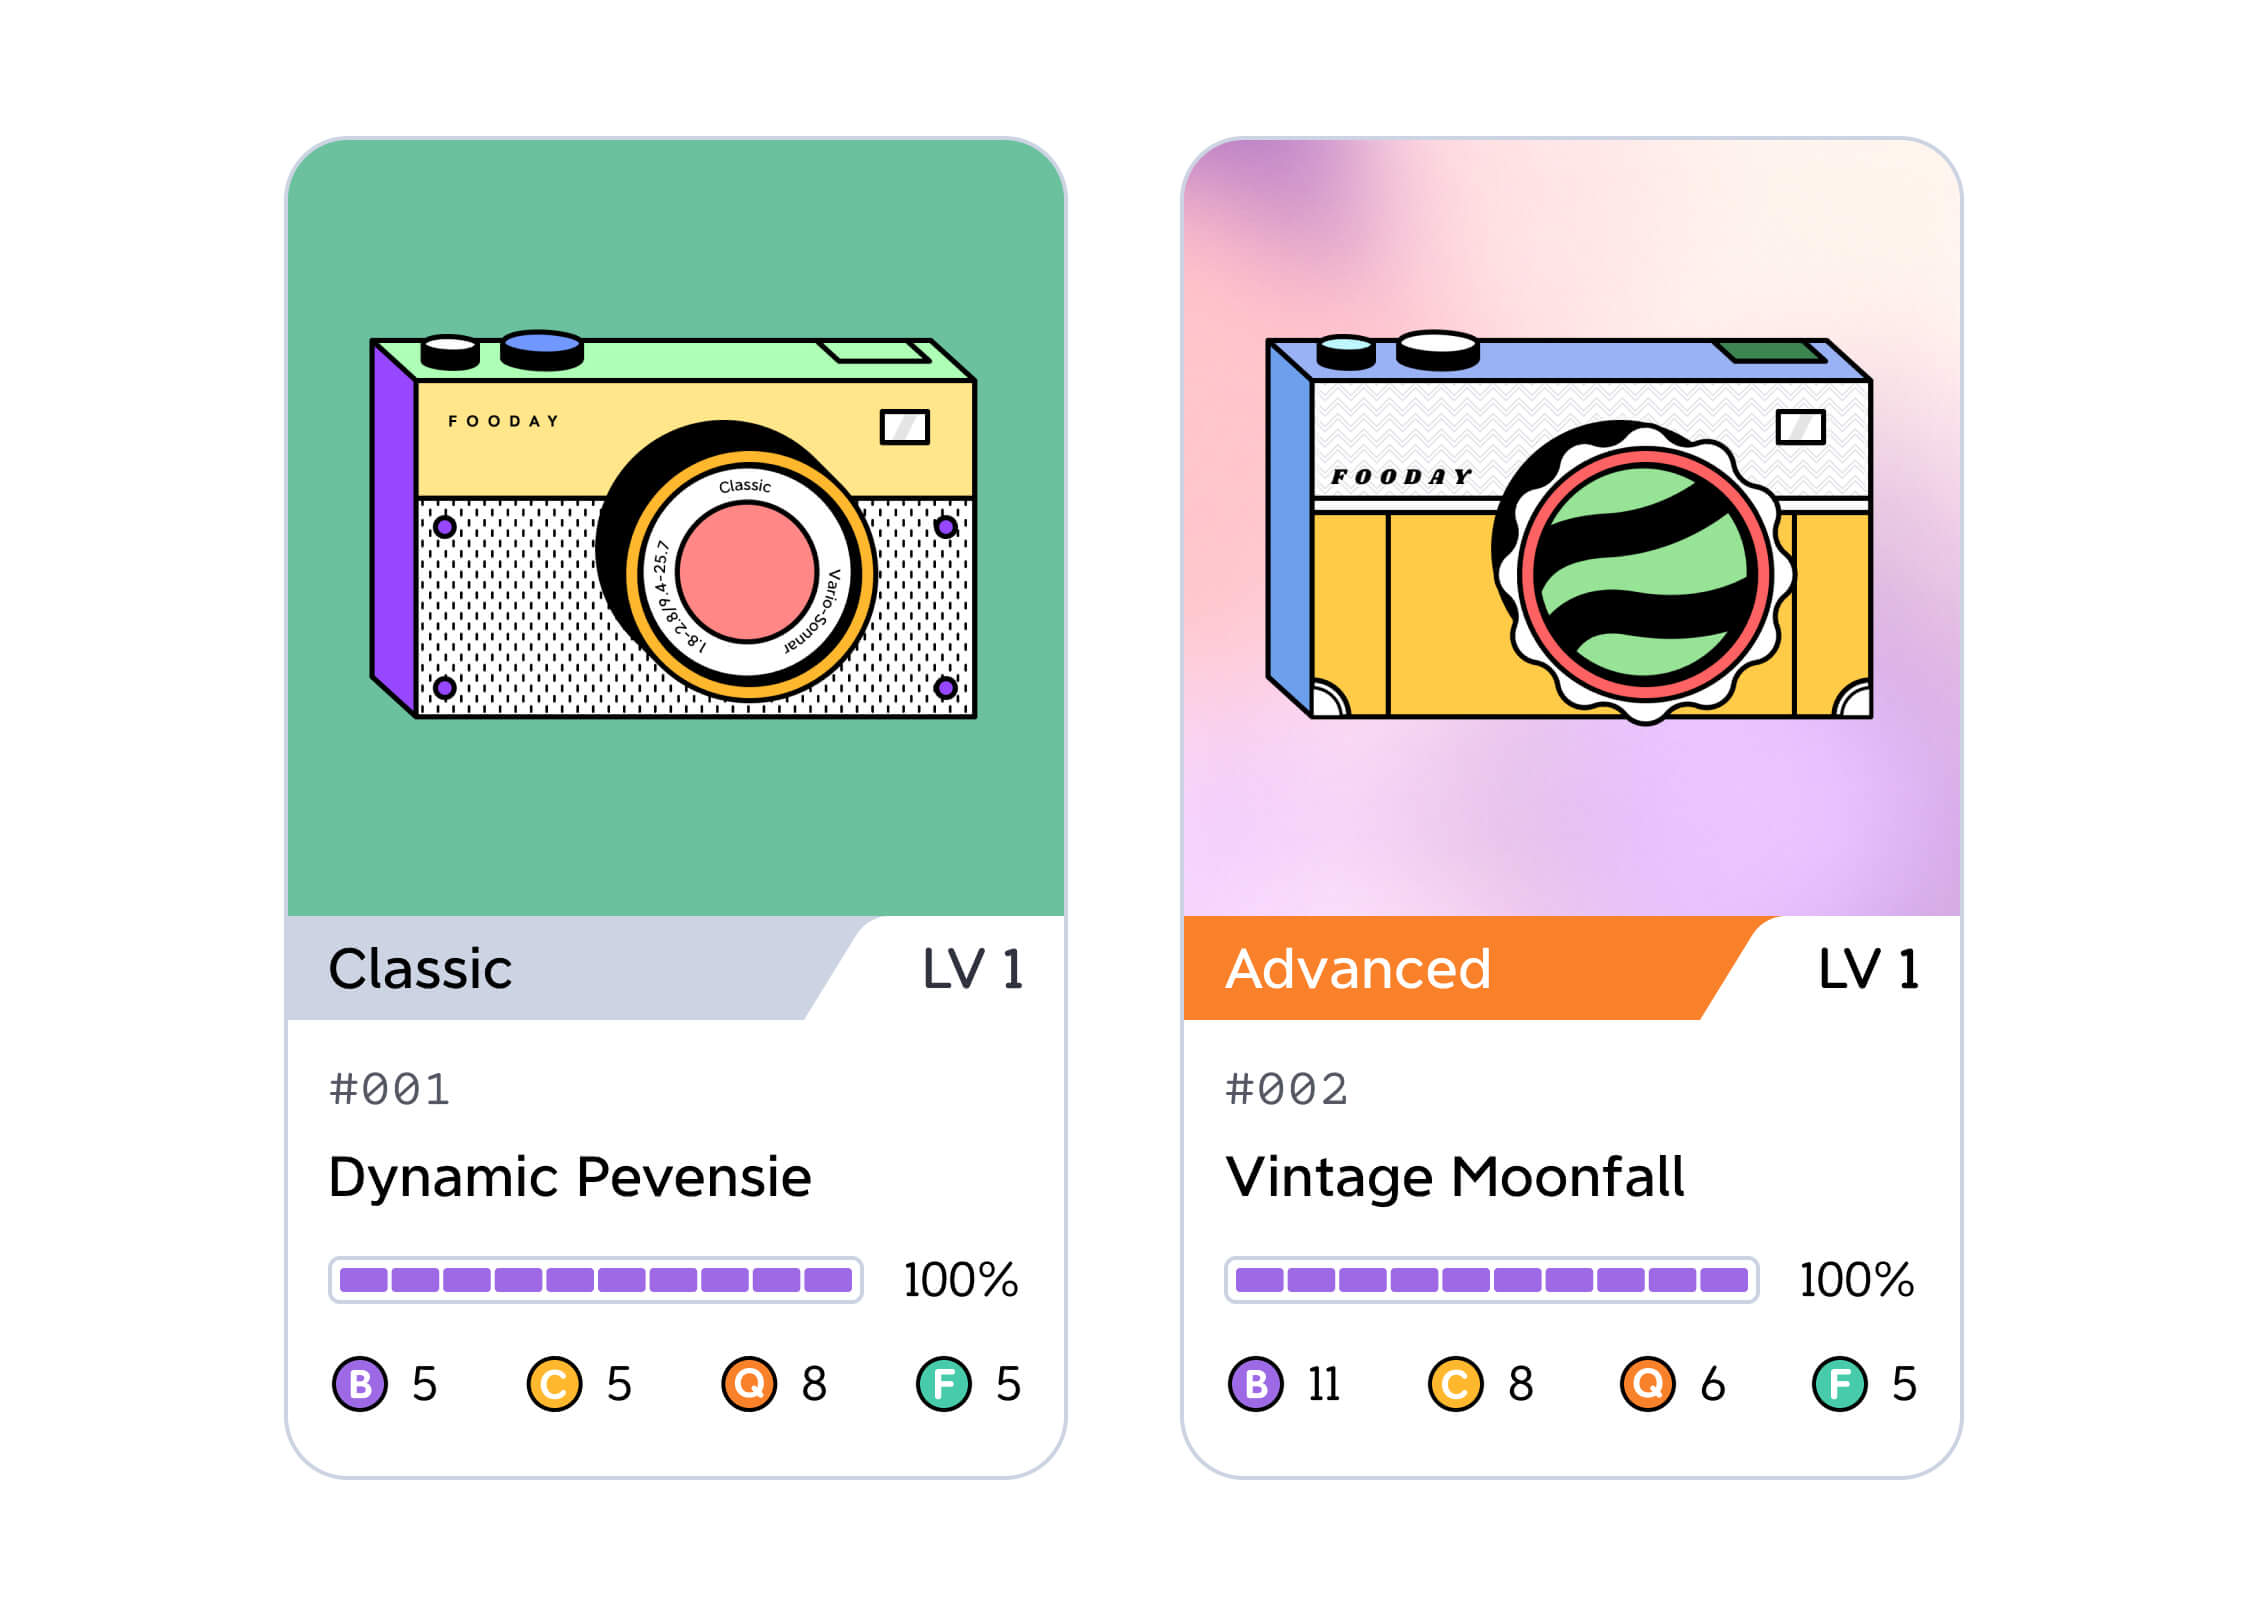 FOODAY
Classic
Vario-Sonnar
1.8-2.8/9.4-25.7
Classic
LV 1
#001
Dynamic Pevensie
100%
B 5
C 5
Q 8
F 5
FOODAY
Advanced
LV 1
#002
Vintage Moonfall
100%
B 11
C 8
Q 6
F 5